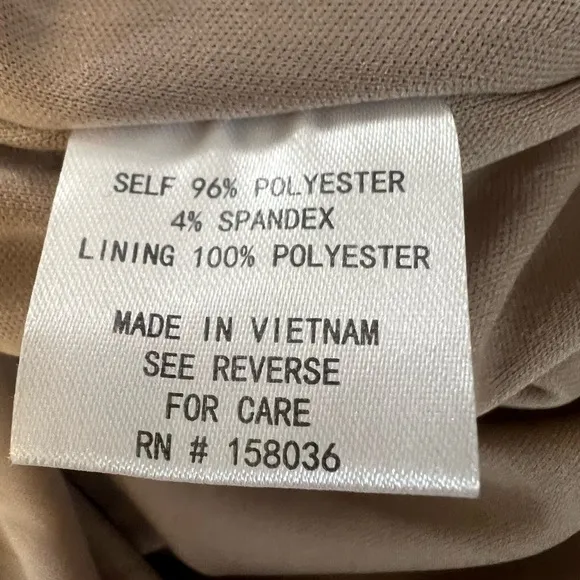 SELF 96% POLYESTER
4% SPANDEX
LINING 100% POLYESTER
MADE IN VIETNAM
SEE REVERSE
FOR CARE
RN # 158036